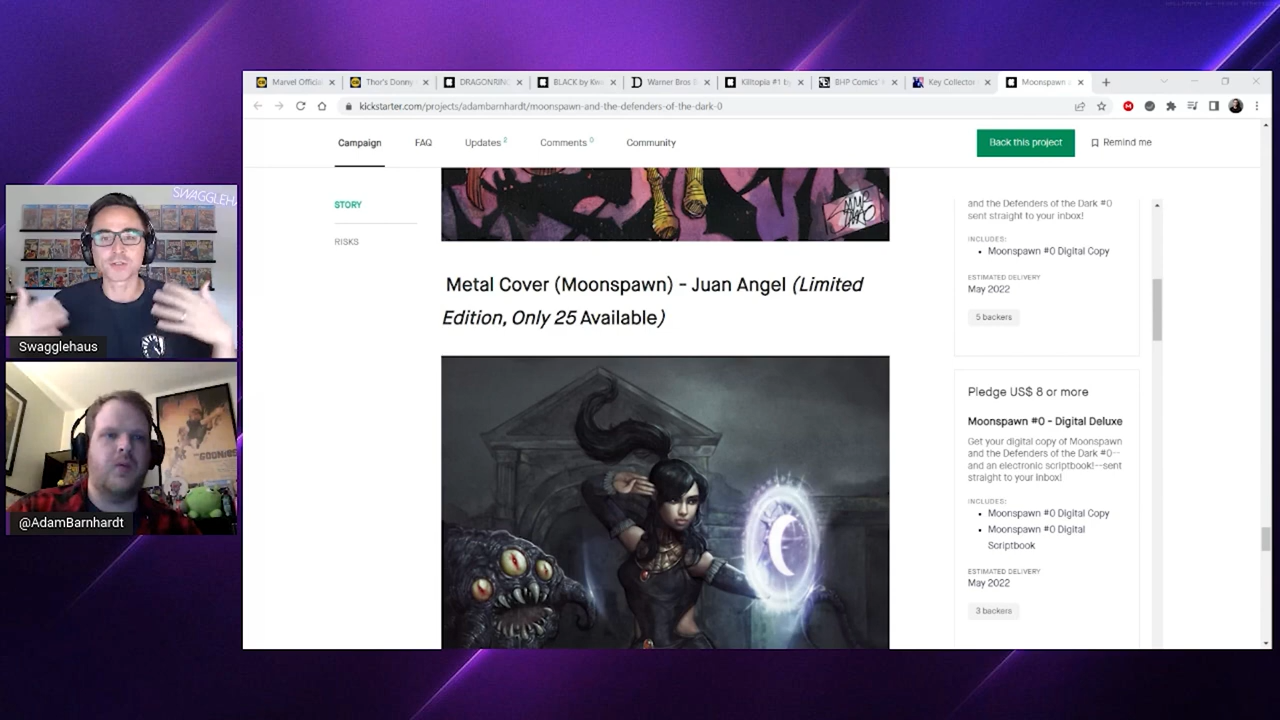 Marvel Official
Thor's Donny
DRAGONRING
BLACK by Kwa
Warner Bros
Killtopia #1 by
BHP Comics'
Key Collector
Moonspawn a
kickstarter.com/projects/adambarnhardt/moonspawn-and-the-defenders-of-the-dark-0
Campaign
FAQ
Updates 2
Comments 0
Community
Back this project
Remind me
STORY
RISKS
Metal Cover (Moonspawn) - Juan Angel (Limited
Edition, Only 25 Available)
and the Defenders of the Dark #0
sent straight to your inbox!
INCLUDES:
• Moonspawn #0 Digital Copy
ESTIMATED DELIVERY
May 2022
5 backers
Pledge US$ 8 or more
Moonspawn #0 - Digital Deluxe
Get your digital copy of Moonspawn
and the Defenders of the Dark #0--
and an electronic scriptbook!--sent
straight to your inbox!
INCLUDES:
• Moonspawn #0 Digital Copy
• Moonspawn #0 Digital
Scriptbook
ESTIMATED DELIVERY
May 2022
3 backers
SWAGGLEHA
Swagglehaus
GOONIES
@AdamBarnhardt